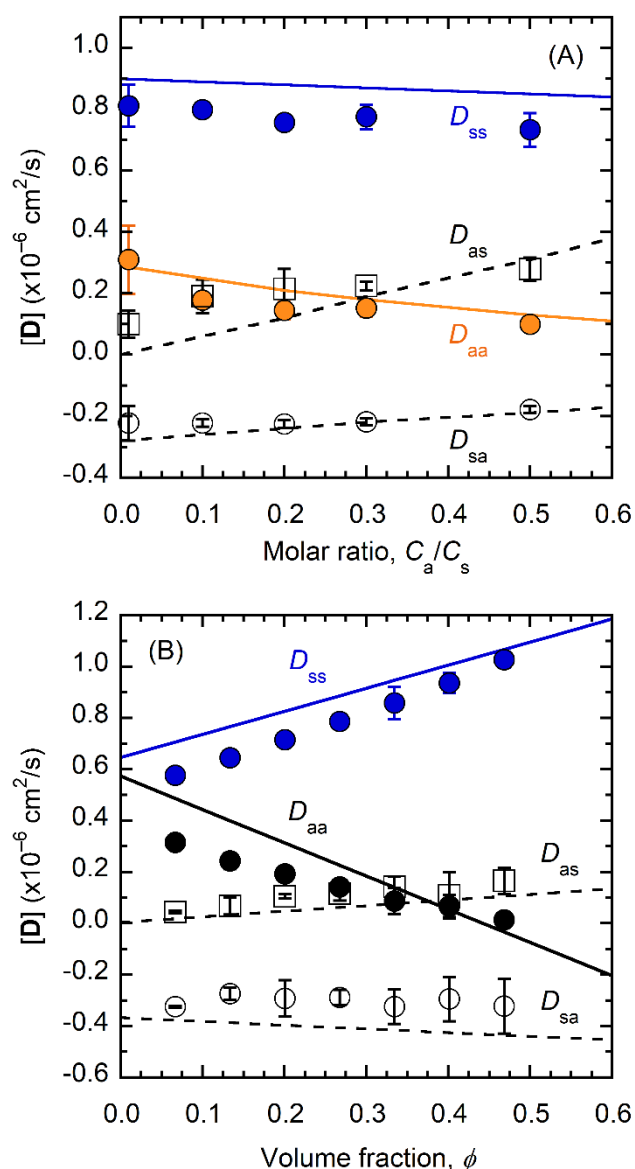 (A)
1.0
0.8
0.6
0.4
0.2
0.0
-0.2
-0.4
[D] (x10⁻⁶ cm²/s)
Dss
Das
Daa
Dsa
0.0 0.1 0.2 0.3 0.4 0.5 0.6
Molar ratio, Ca/Cs
(B)
1.2
1.0
0.8
0.6
0.4
0.2
0.0
-0.2
-0.4
-0.6
[D] (x10⁻⁶ cm²/s)
Dss
Daa
Das
Dsa
0.0 0.1 0.2 0.3 0.4 0.5 0.6
Volume fraction, ϕ